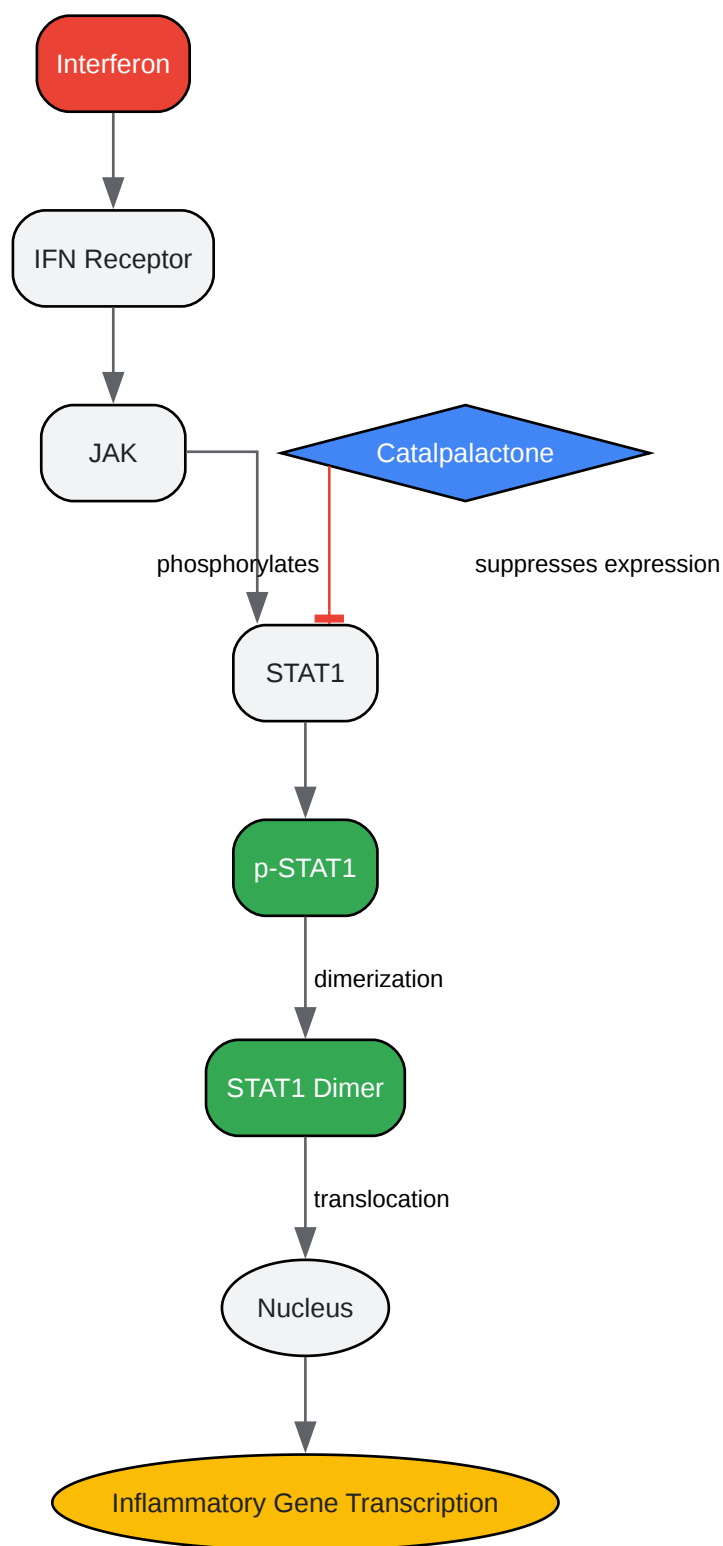 Interferon
IFN Receptor
JAK
Catalpalactone
phosphorylates
suppresses expression
STAT1
p-STAT1
dimerization
STAT1 Dimer
translocation
Nucleus
Inflammatory Gene Transcription